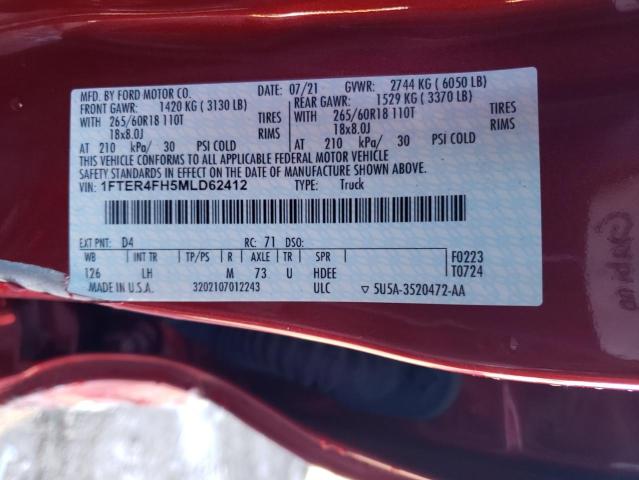 MFD. BY FORD MOTOR CO. DATE: 07/21 GVWR: 2744 KG ( 6050 LB)
FRONT GAWR: 1420 KG ( 3130 LB) REAR GAWR: 1529 KG ( 3370 LB)
WITH 265/60R18 110T TIRES WITH 265/60R18 110T TIRES
18x8.0J RIMS 18x8.0J RIMS
AT 210 kPa/ 30 PSI COLD AT 210 kPa/ 30 PSI COLD
THIS VEHICLE CONFORMS TO ALL APPLICABLE FEDERAL MOTOR VEHICLE
SAFETY STANDARDS IN EFFECT ON THE DATE OF MANUFACTURE SHOWN ABOVE.
VIN: 1FTER4FH5MLD62412 TYPE: Truck
EXT PNT: D4 RC: 71 DSO:
WB INT TR TP/PS R AXLE TR SPR F0223
126 LH M 73 U HDEE T0724
MADE IN U.S.A. 3202107012243 ULC ▽ 5U5A-3520472-AA